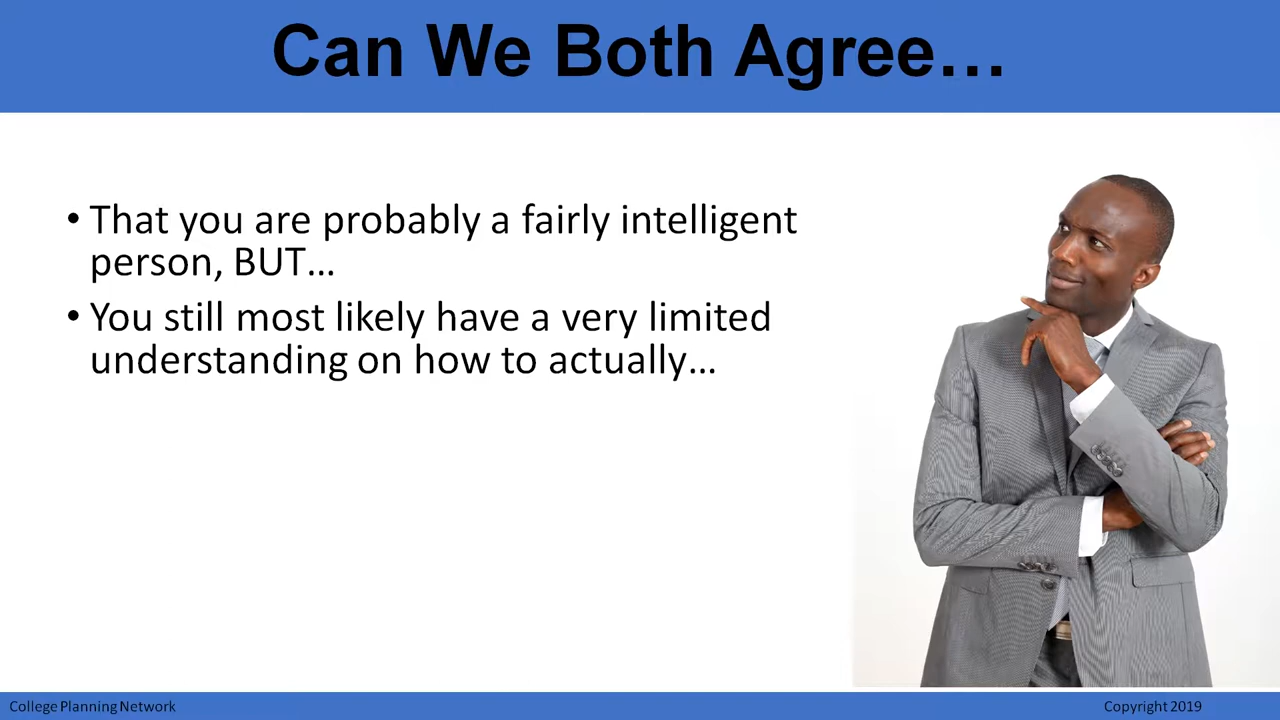 Can We Both Agree…
• That you are probably a fairly intelligent
person, BUT…
• You still most likely have a very limited
understanding on how to actually…
College Planning Network
Copyright 2019